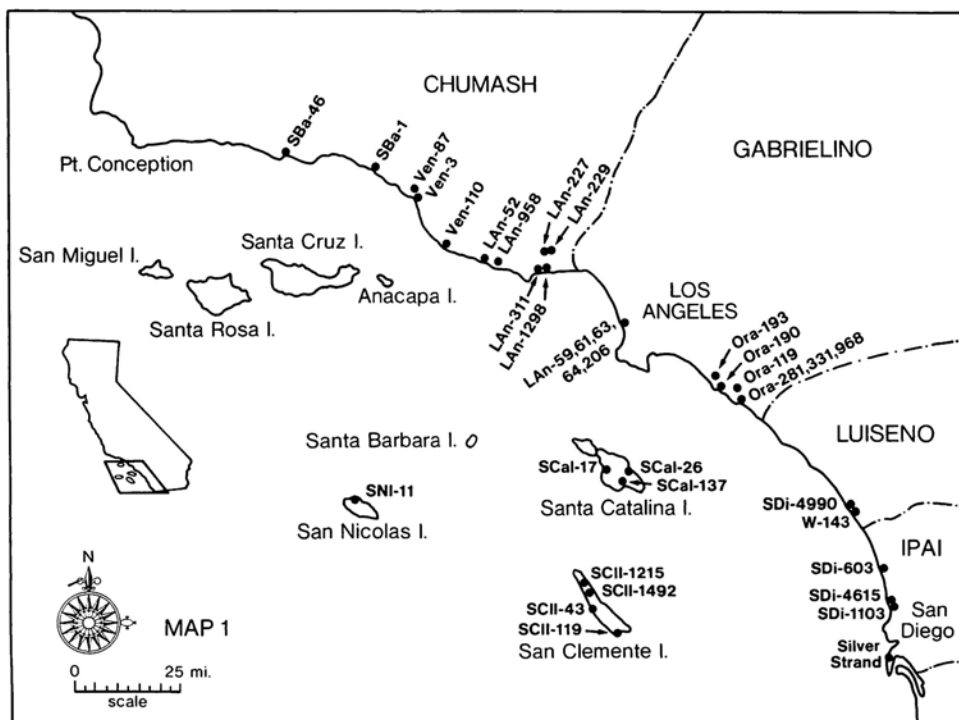 CHUMASH
GABRIELINO
Pt. Conception
SBa-46
SBa-1
Ven-87
Ven-3
Ven-110
LAn-52
LAn-958
LAn-227
LAn-229
San Miguel I.
Santa Cruz I.
Santa Rosa I.
Anacapa I.
LAn-311
LAn-1298
LAn-59,61,63,
64,206
LOS
ANGELES
Ora-193
Ora-190
Ora-119
Ora-281,331,968
LUISENO
Santa Barbara I.
SNI-11
San Nicolas I.
SCal-17
SCal-26
SCal-137
Santa Catalina I.
SDi-4990
W-143
IPAI
SDi-603
SDi-4615
SDi-1103
San
Diego
Silver
Strand
SCII-1215
SCII-1492
SCII-43
SCII-119
San Clemente I.
N
MAP 1
0 25 mi.
scale